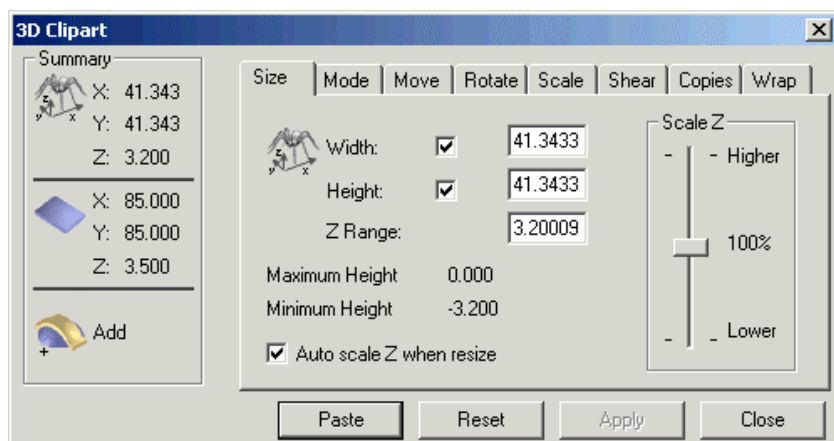 3D Clipart
Summary
X: 41.343
Y: 41.343
Z: 3.200
X: 85.000
Y: 85.000
Z: 3.500
Add
Size Mode Move Rotate Scale Shear Copies Wrap
Width: 41.3433
Height: 41.3433
Z Range: 3.20009
Maximum Height 0.000
Minimum Height -3.200
Auto scale Z when resize
Scale Z
Higher
100%
Lower
Paste Reset Apply Close